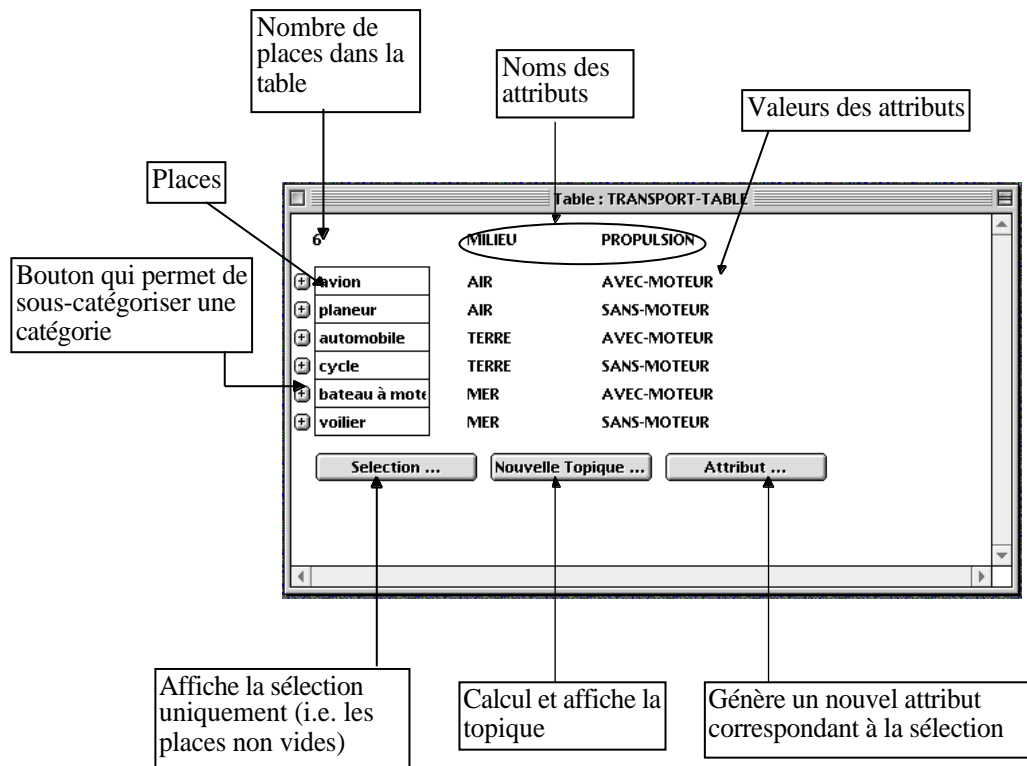 Nombre de
places dans la
table
Noms des
attributs
Valeurs des attributs
Places
Bouton qui permet de
sous-catégoriser une
catégorie
Table : TRANSPORT-TABLE
6 MILIEU PROPULSION
avion AIR AVEC-MOTEUR
planeur AIR SANS-MOTEUR
automobile TERRE AVEC-MOTEUR
cycle TERRE SANS-MOTEUR
bateau à mote MER AVEC-MOTEUR
voilier MER SANS-MOTEUR
Selection ... Nouvelle Topique ... Attribut ...
Affiche la sélection
uniquement (i.e. les
places non vides)
Calcul et affiche la
topique
Génère un nouvel attribut
correspondant à la sélection